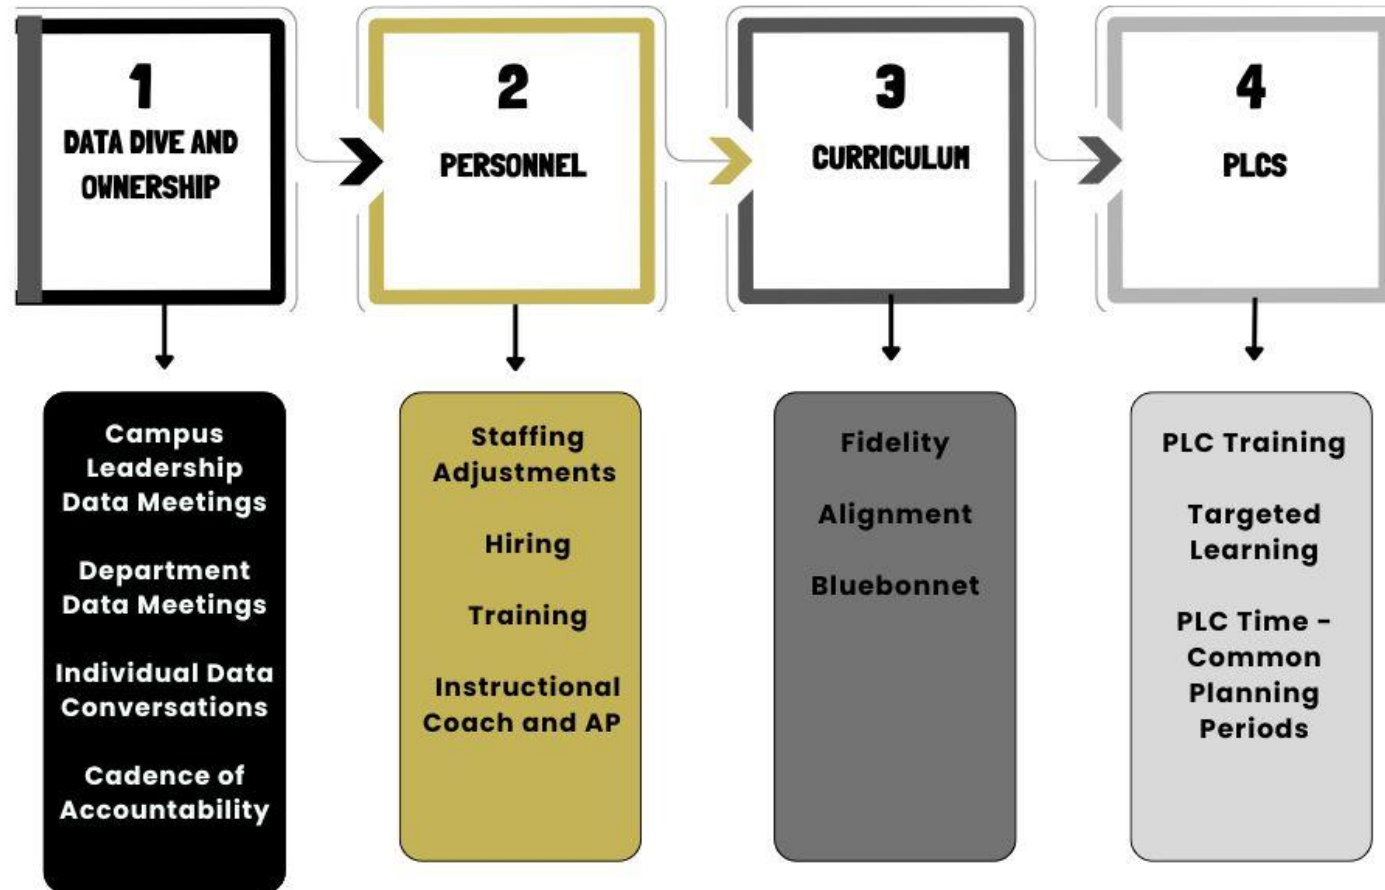 1
DATA DIVE AND
OWNERSHIP
2
PERSONNEL
3
CURRICULUM
4
PLCS
Campus
Leadership
Data Meetings
Department
Data Meetings
Individual Data
Conversations
Cadence of
Accountability
Staffing
Adjustments
Hiring
Training
Instructional
Coach and AP
Fidelity
Alignment
Bluebonnet
PLC Training
Targeted
Learning
PLC Time -
Common
Planning
Periods